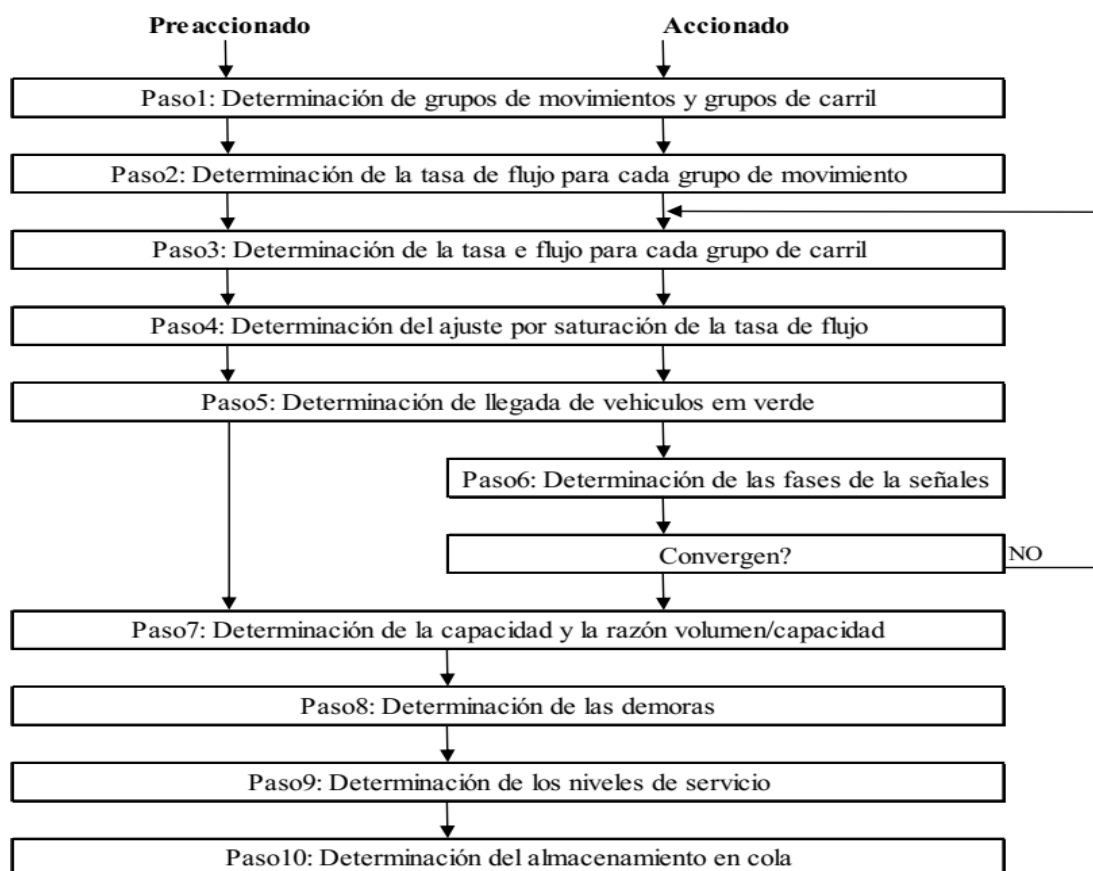 Preaccionado Accionado
Paso1: Determinación de grupos de movimientos y grupos de carril
Paso2: Determinación de la tasa de flujo para cada grupo de movimiento
Paso3: Determinación de la tasa e flujo para cada grupo de carril
Paso4: Determinación del ajuste por saturación de la tasa de flujo
Paso5: Determinación de llegada de vehiculos em verde
Paso6: Determinación de las fases de la señales
Convergen? NO
Paso7: Determinación de la capacidad y la razón volumen/capacidad
Paso8: Determinación de las demoras
Paso9: Determinación de los niveles de servicio
Paso10: Determinación del almacenamiento en cola